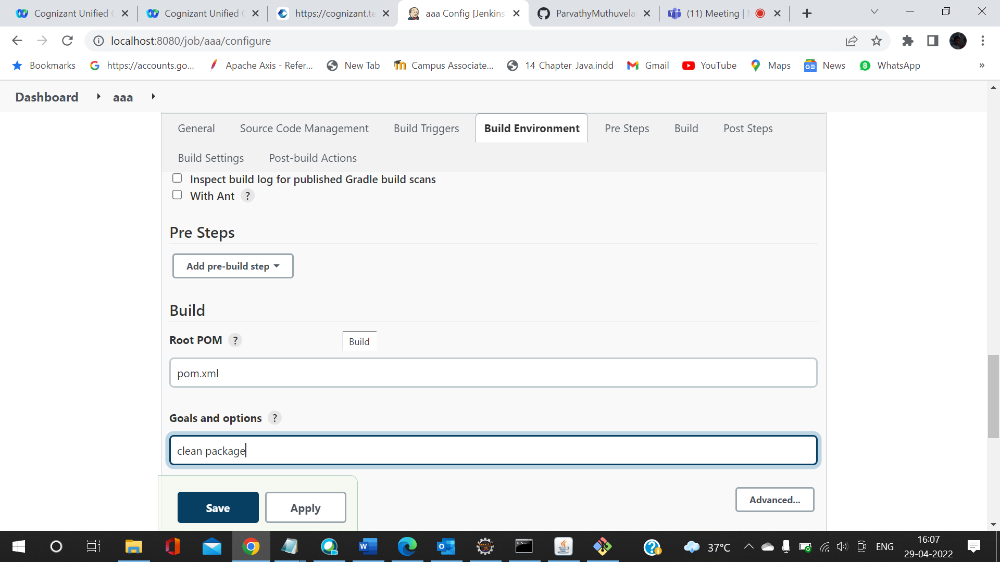 Cognizant Unified
Cognizant Unified
https://cognizant.te
aaa Config [Jenkins
ParvathyMuthuvela
(11) Meeting |
localhost:8080/job/aaa/configure
Bookmarks
https://accounts.go...
Apache Axis - Refer...
New Tab
Campus Associate...
14_Chapter_Java.indd
Gmail
YouTube
Maps
News
WhatsApp
»
Dashboard
aaa
General
Source Code Management
Build Triggers
Build Environment
Pre Steps
Build
Post Steps
Build Settings
Post-build Actions
Inspect build log for published Gradle build scans
With Ant ?
Pre Steps
Add pre-build step
Build
Root POM ?
Build
pom.xml
Goals and options ?
clean package
Save
Apply
Advanced...
37°C
ENG
16:07
29-04-2022